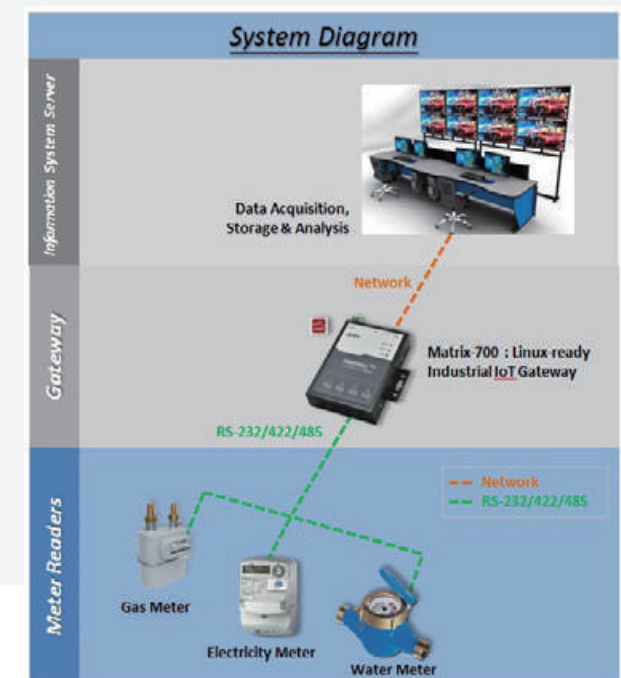 System Diagram
Information System Server
Data Acquisition,
Storage & Analysis
Network
Gateway
Matrix-700 ; Linux-ready
Industrial IoT Gateway
RS-232/422/485
Meter Readers
Network
RS-232/422/485
Gas Meter
Electricity Meter
Water Meter